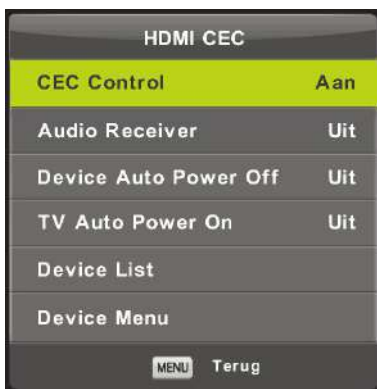 HDMI CEC
CEC Control Aan
Audio Receiver Uit
Device Auto Power Off Uit
TV Auto Power On Uit
Device List
Device Menu
MENU Terug